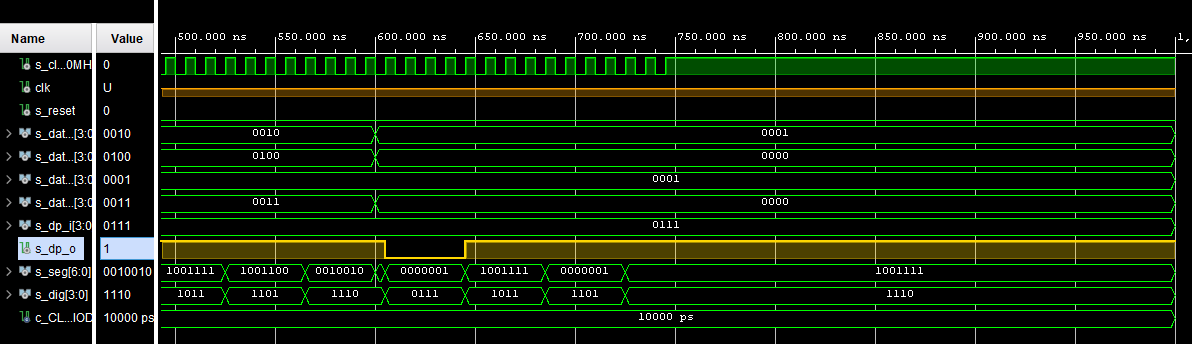 Name Value
500.000 ns 550.000 ns 600.000 ns 650.000 ns 700.000 ns 750.000 ns 800.000 ns 850.000 ns 900.000 ns 950.000 ns 1,
s_cl...0MH 0
clk U
s_reset 0
s_dat...[3:0 0010 0010 0001
s_dat...[3:0 0100 0100 0000
s_dat...[3:0 0001 0001
s_dat...[3:0 0011 0011 0000
s_dp_i[3:0] 0111 0111
s_dp_o 1
s_seg[6:0] 0010010 1001111 1001100 0010010 0000001 1001111 0000001 1001111
s_dig[3:0] 1110 1011 1101 1110 0111 1011 1101 1110
c_CL...IOD 10000 ps 10000 ps